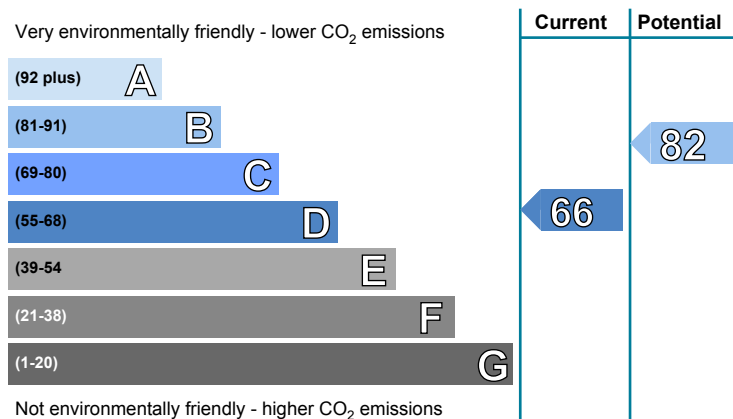 Current Potential
Very environmentally friendly - lower CO2 emissions
(92 plus) A
(81-91) B
82
(69-80) C
66
(55-68) D
(39-54 E
(21-38) F
(1-20) G
Not environmentally friendly - higher CO2 emissions